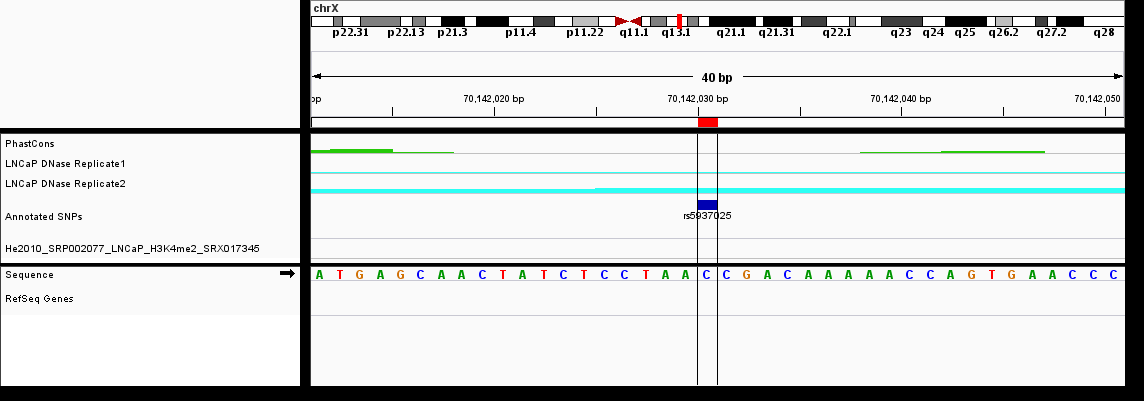 chrX
p22.31 p22.13 p21.3 p11.4 p11.22 q11.1 q13.1 q21.1 q21.31 q22.1 q23 q24 q25 q26.2 q27.2 q28
40 bp
bp 70,142,020 bp 70,142,030 bp 70,142,040 bp 70,142,050
PhastCons
LNCaP DNase Replicate1
LNCaP DNase Replicate2
Annotated SNPs
rs5937025
He2010_SRP002077_LNCaP_H3K4me2_SRX017345
Sequence A T G A G C A A C T A T C T C C T A A C C G A C A A A A A C C A G T G A A C C C
RefSeq Genes